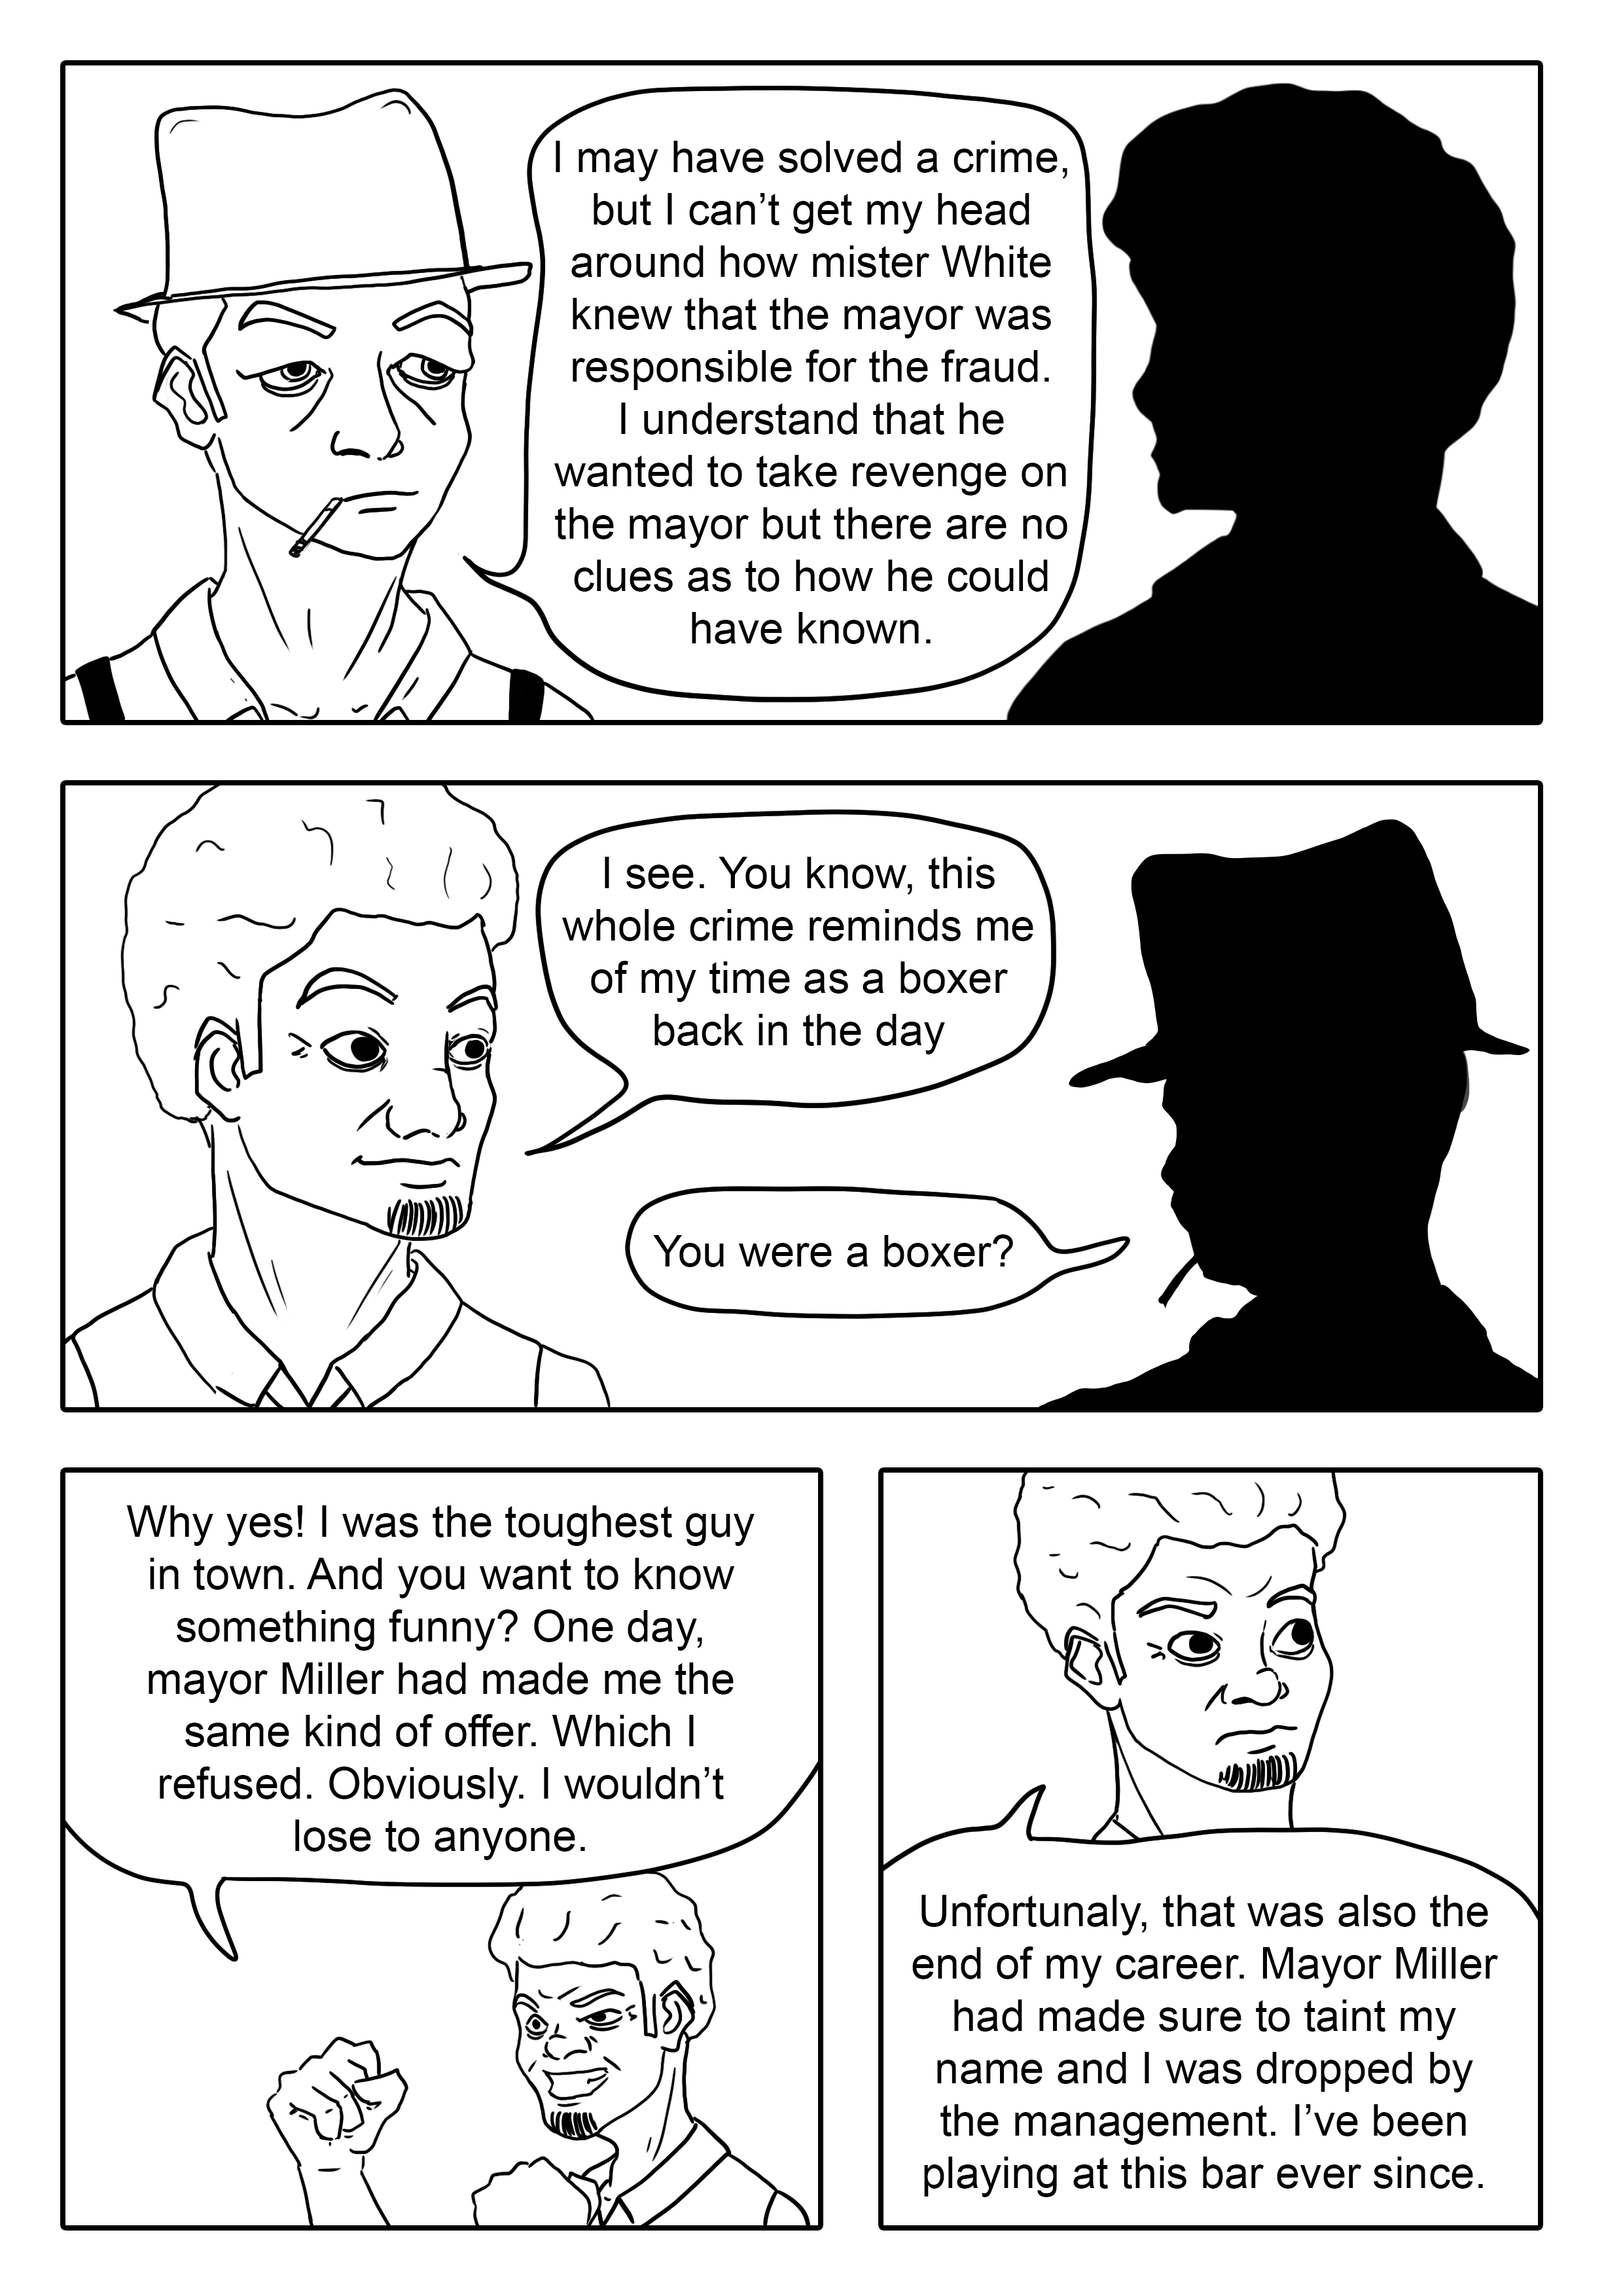 I may have solved a crime,
but I can’t get my head
around how mister White
knew that the mayor was
responsible for the fraud.
I understand that he
wanted to take revenge on
the mayor but there are no
clues as to how he could
have known.
I see. You know, this
whole crime reminds me
of my time as a boxer
back in the day
You were a boxer?
Why yes! I was the toughest guy
in town. And you want to know
something funny? One day,
mayor Miller had made me the
same kind of offer. Which I
refused. Obviously. I wouldn’t
lose to anyone.
Unfortunaly, that was also the
end of my career. Mayor Miller
had made sure to taint my
name and I was dropped by
the management. I’ve been
playing at this bar ever since.